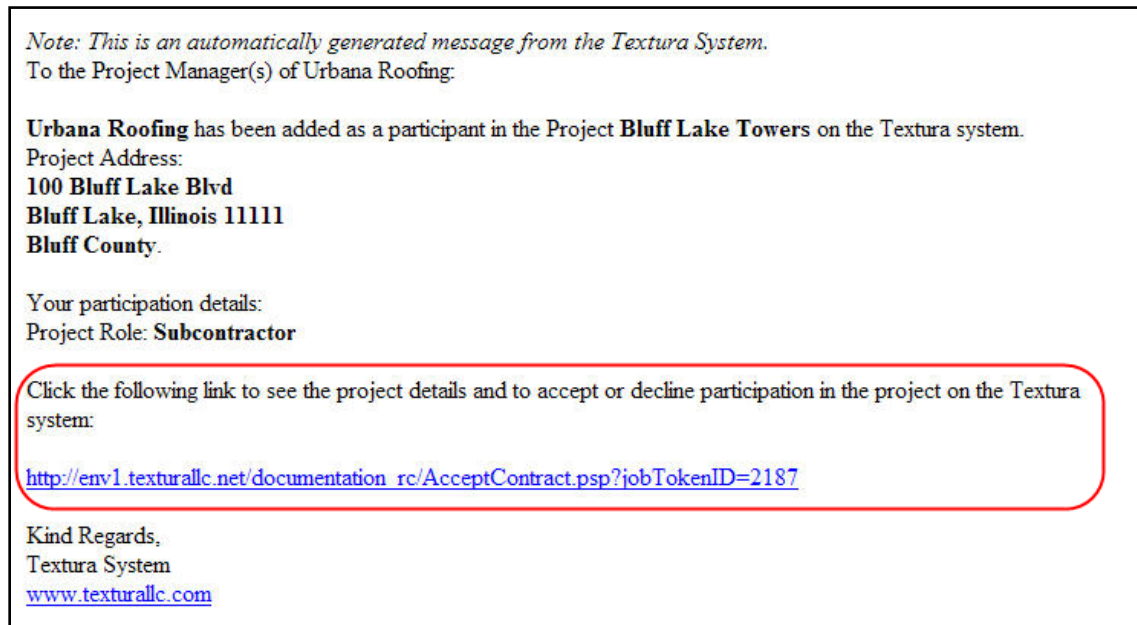 Note: This is an automatically generated message from the Textura System.
To the Project Manager(s) of Urbana Roofing:
Urbana Roofing has been added as a participant in the Project Bluff Lake Towers on the Textura system.
Project Address:
100 Bluff Lake Blvd
Bluff Lake, Illinois 11111
Bluff County.
Your participation details:
Project Role: Subcontractor
Click the following link to see the project details and to accept or decline participation in the project on the Textura
system:
http://env1.texturallc.net/documentation_rc/AcceptContract.psp?jobTokenID=2187
Kind Regards,
Textura System
www.texturallc.com